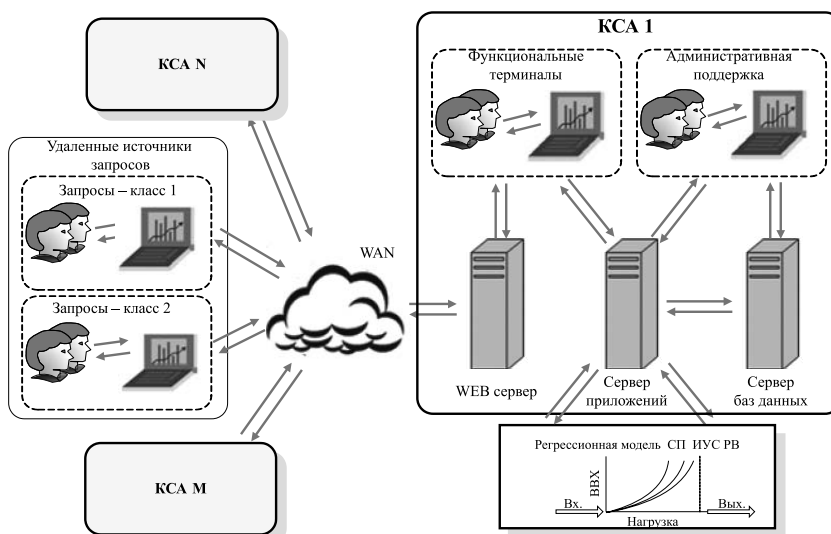 КСА N
КСА 1
Функциональные
терминалы
Административная
поддержка
Удаленные источники
запросов
Запросы – класс 1
Запросы – класс 2
WAN
WEB сервер
Сервер
приложений
Сервер
баз данных
КСА M
Регрессионная модель СП ИУС РВ
ВВХ
Вх.
Вых.
Нагрузка